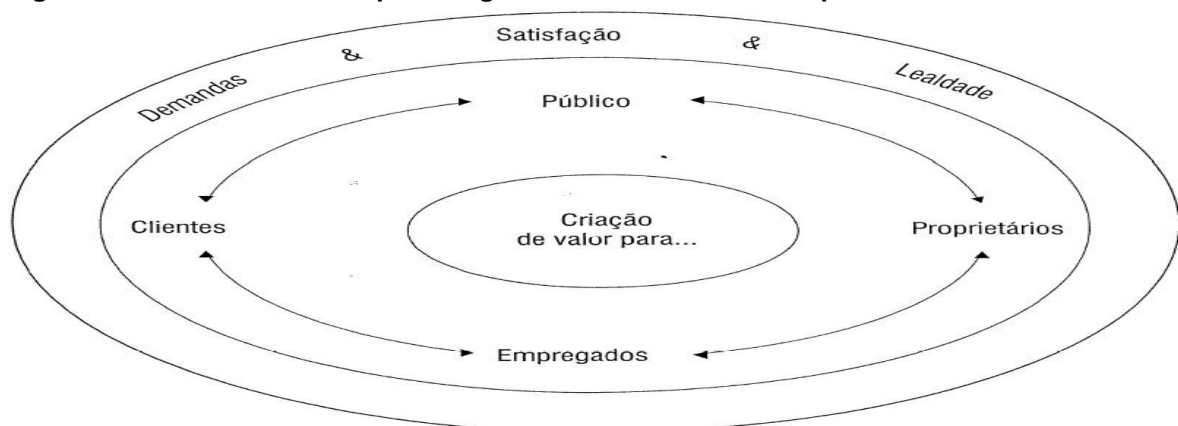 Demandas & Satisfação & Lealdade
Público
Clientes
Criação
de valor para...
Proprietários
Empregados